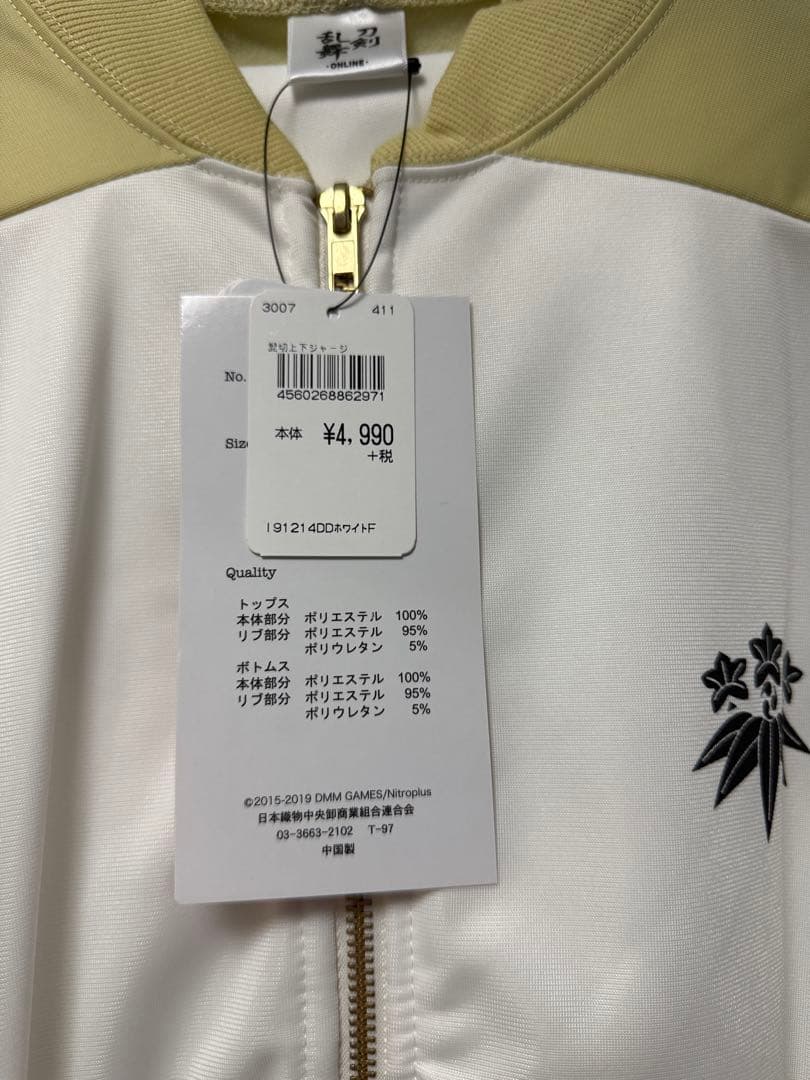 刀剣
乱舞
・ONLINE・
3007 411
髭切上下ジャージ
4560268862971
本体 ¥4,990
+税
191214DDホワイトF
No.
Quality
トップス
本体部分 ポリエステル 100%
リブ部分 ポリエステル 95%
ポリウレタン 5%
ボトムス
本体部分 ポリエステル 100%
リブ部分 ポリエステル 95%
ポリウレタン 5%
©2015-2019 DMM GAMES/Nitroplus
日本織物中央卸商業組合連合会
03-3663-2102 T-97
中国製